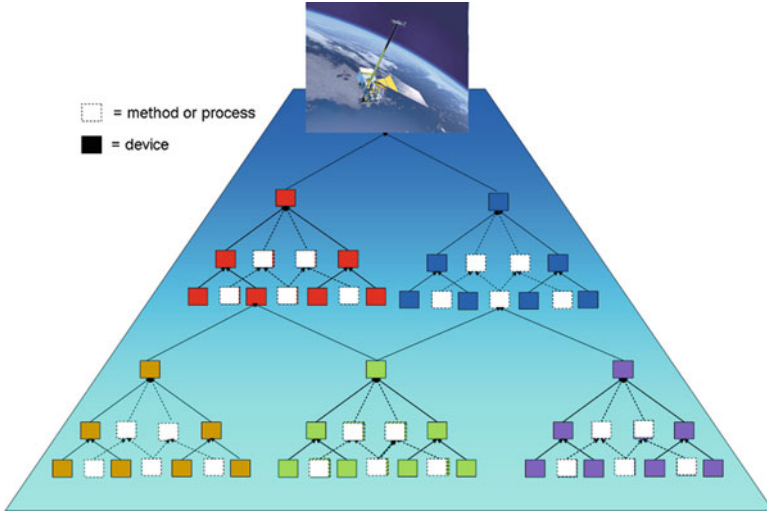 = method or process
= device